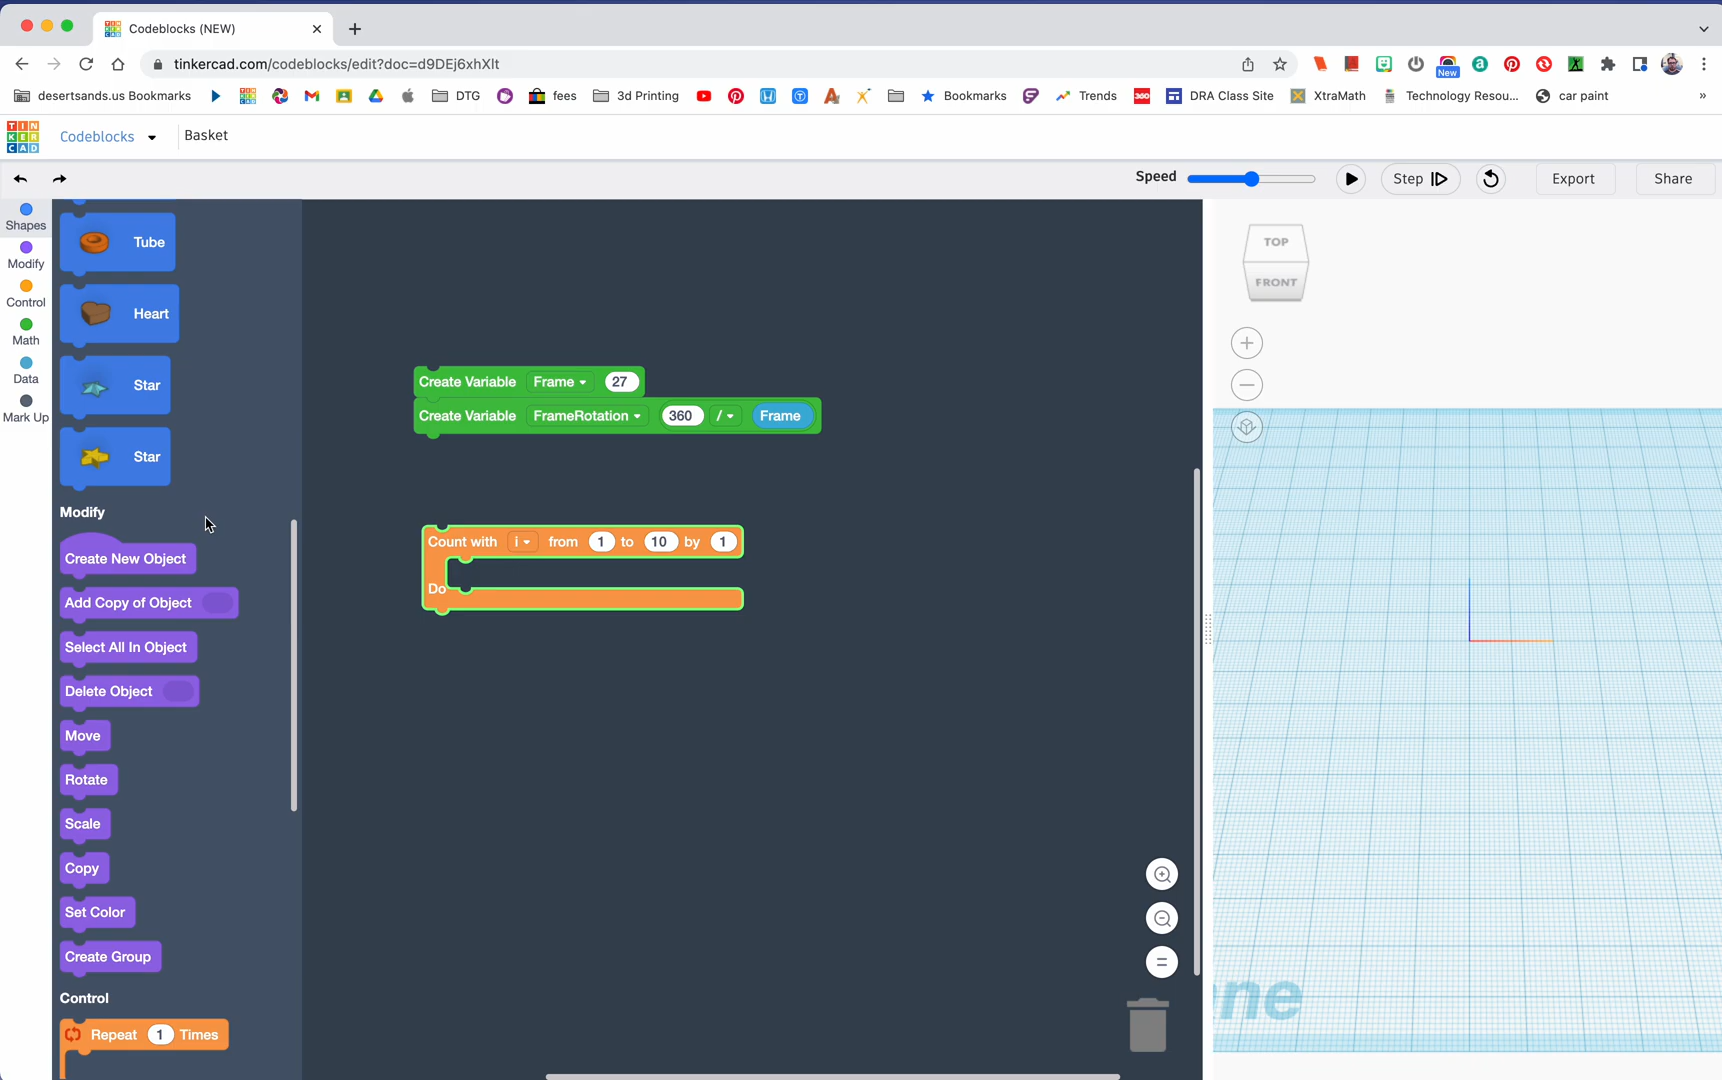 Codeblocks (NEW)
tinkercad.com/codeblocks/edit?doc=d9DEj6xhXlt
New
desertsands.us Bookmarks
DTG
fees
3d Printing
Bookmarks
Trends
360
DRA Class Site
XtraMath
Technology Resou...
car paint
»
TIN
KER
CAD
Codeblocks
Basket
Speed
Step
Export
Share
Shapes
Modify
Control
Math
Data
Mark Up
Tube
Heart
Star
Star
Modify
Create New Object
Add Copy of Object
Select All In Object
Delete Object
Move
Rotate
Scale
Copy
Set Color
Create Group
Control
Repeat 1 Times
Create Variable Frame 27
Create Variable FrameRotation 360 / Frame
Count with i from 1 to 10 by 1
Do
TOP
FRONT
ne